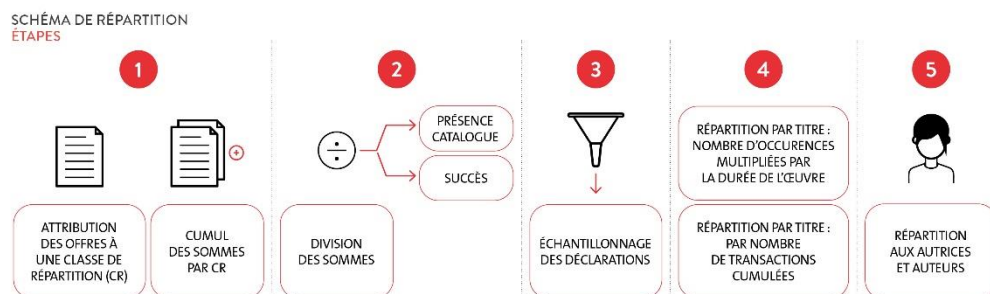 SCHÉMA DE RÉPARTITION
ÉTAPES
1
2
3
4
5
PRÉSENCE
CATALOGUE
SUCCÈS
RÉPARTITION PAR TITRE :
NOMBRE D'OCCURENCES
MULTIPLIÉES PAR
LA DURÉE DE L'ŒUVRE
ATTRIBUTION
DES OFFRES À
UNE CLASSE DE
RÉPARTITION (CR)
CUMUL
DES SOMMES
PAR CR
DIVISION
DES SOMMES
ÉCHANTILLONNAGE
DES DÉCLARATIONS
RÉPARTITION PAR TITRE :
PAR NOMBRE
DE TRANSACTIONS
CUMULÉES
RÉPARTITION
AUX AUTRICES
ET AUTEURS